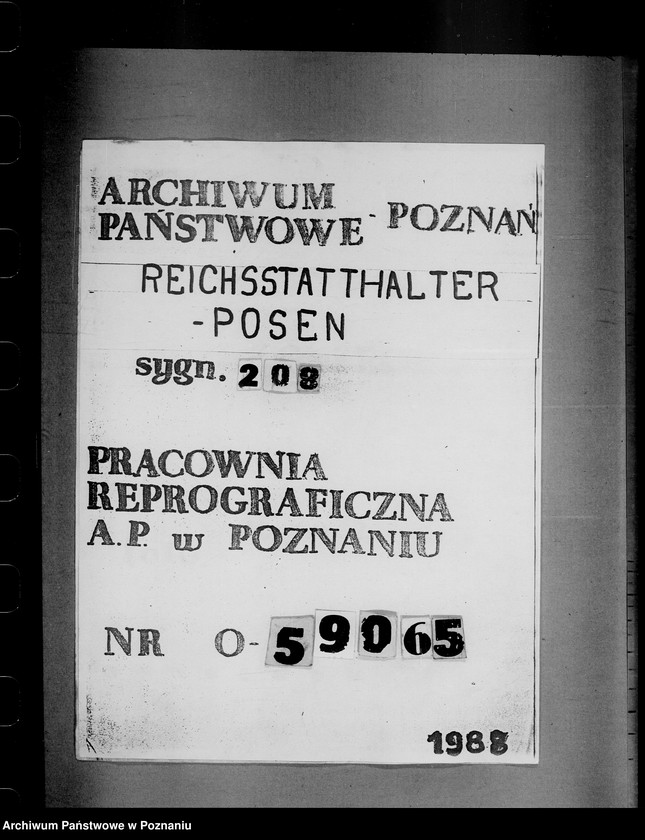 ARCHIWUM
PAŃSTWOWE - POZNAŃ
REICHSSTATTHALTER
-POSEN
sygn. 208
PRACOWNIA
REPROGRAFICZNA
A.P. w POZNANIU
NR O-59065
1988
Archiwum Państwowe w Poznaniu